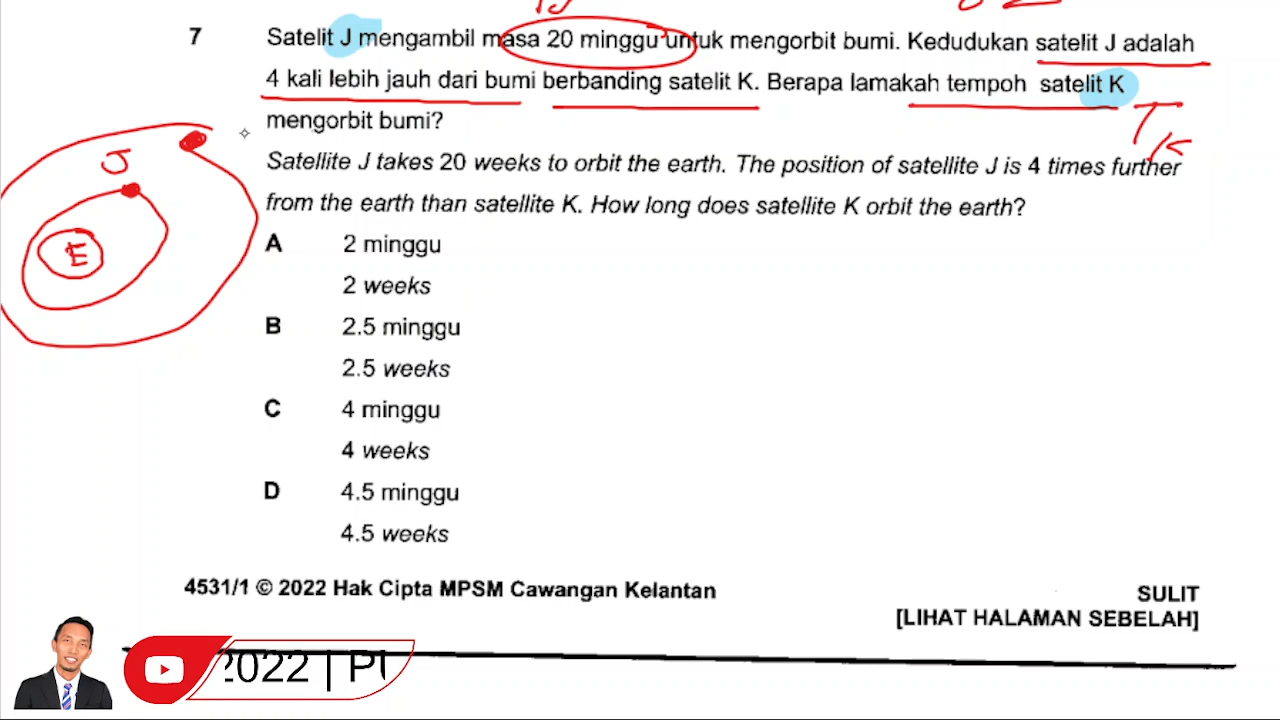 7 Satelit J mengambil masa 20 minggu untuk mengorbit bumi. Kedudukan satelit J adalah
4 kali lebih jauh dari bumi berbanding satelit K. Berapa lamakah tempoh satelit K
mengorbit bumi?
T K
Satellite J takes 20 weeks to orbit the earth. The position of satellite J is 4 times further
from the earth than satellite K. How long does satellite K orbit the earth?
J
E
A 2 minggu
2 weeks
B 2.5 minggu
2.5 weeks
C 4 minggu
4 weeks
D 4.5 minggu
4.5 weeks
4531/1 © 2022 Hak Cipta MPSM Cawangan Kelantan
SULIT
[LIHAT HALAMAN SEBELAH]
2022 | P